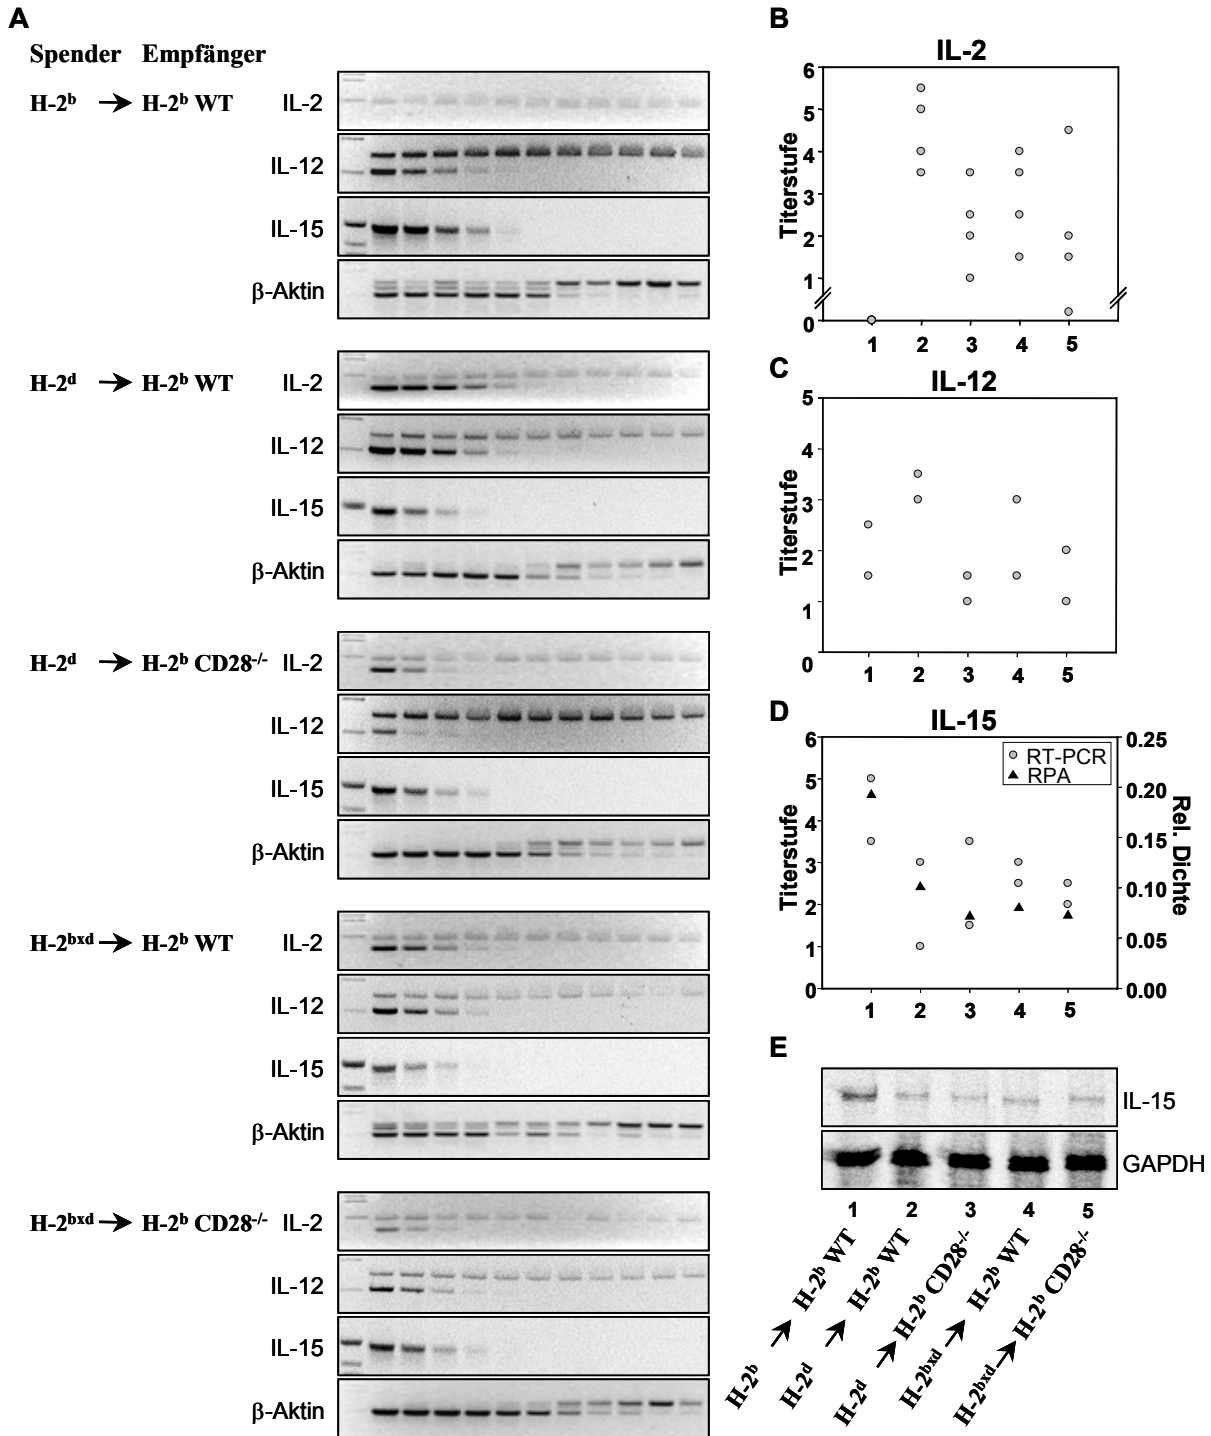 A
Spender Empfänger
H-2ᵇ → H-2ᵇ WT
IL-2
IL-12
IL-15
β-Aktin
H-2ᵈ → H-2ᵇ WT
IL-2
IL-12
IL-15
β-Aktin
H-2ᵈ → H-2ᵇ CD28⁻/⁻
IL-2
IL-12
IL-15
β-Aktin
H-2ᵇˣᵈ → H-2ᵇ WT
IL-2
IL-12
IL-15
β-Aktin
H-2ᵇˣᵈ → H-2ᵇ CD28⁻/⁻
IL-2
IL-12
IL-15
β-Aktin
B
IL-2
Titerstufe
6
5
4
3
2
1
0
1 2 3 4 5
C
IL-12
Titerstufe
5
4
3
2
1
0
1 2 3 4 5
D
IL-15
RT-PCR
RPA
Titerstufe
6
5
4
3
2
1
0
Rel. Dichte
0.25
0.20
0.15
0.10
0.05
0.00
1 2 3 4 5
E
IL-15
GAPDH
1 2 3 4 5
H-2ᵇ → H-2ᵇ WT
H-2ᵈ → H-2ᵇ WT
H-2ᵈ → H-2ᵇ CD28⁻/⁻
H-2ᵇˣᵈ → H-2ᵇ WT
H-2ᵇˣᵈ → H-2ᵇ CD28⁻/⁻